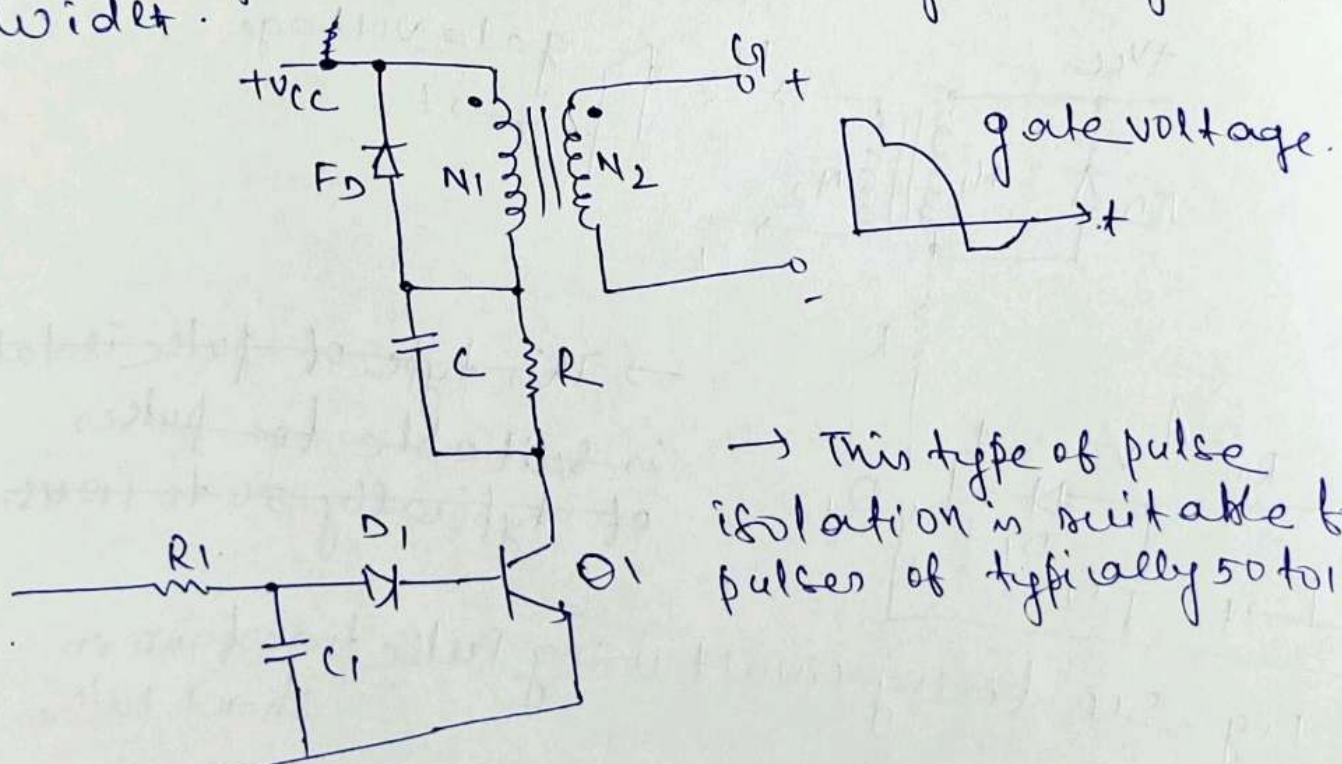 width.
+VCC
G
+
gate voltage.
FD
N1
N2
t
-
C
R
R1
D1
Q1
C1
→ This type of pulse
isolation is suitable
pulses of typically 50 to